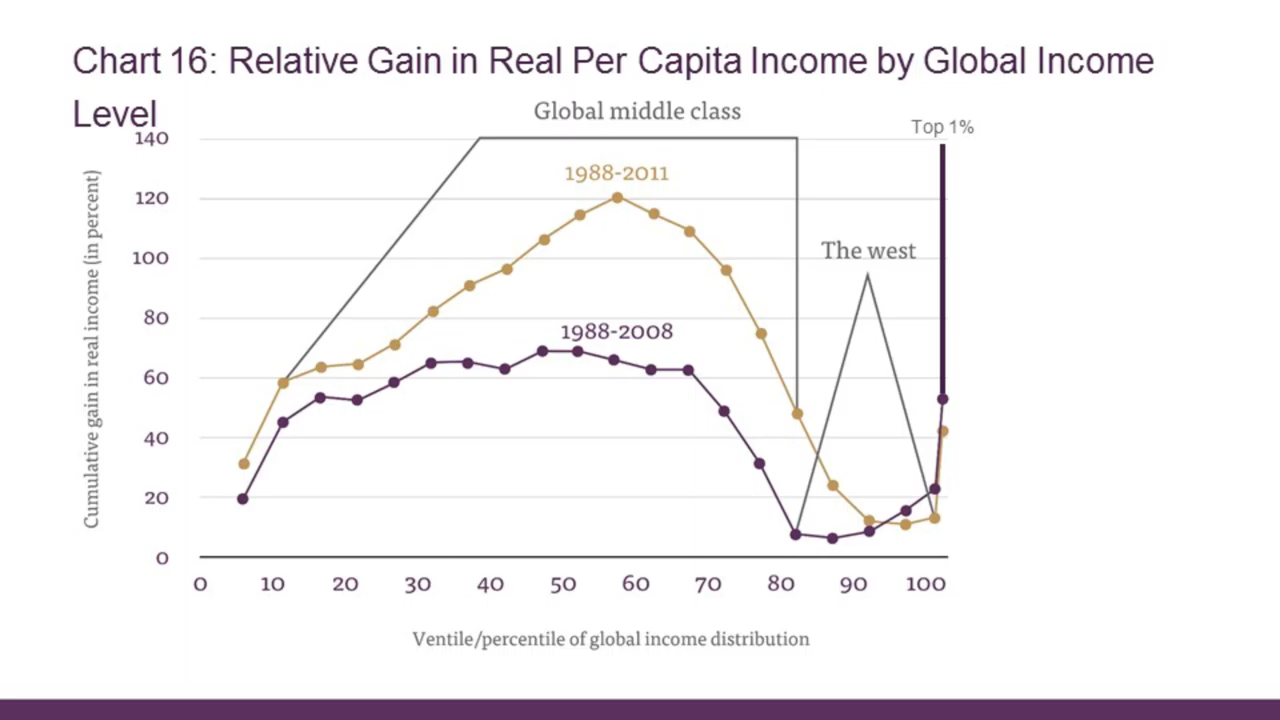 Chart 16: Relative Gain in Real Per Capita Income by Global Income
Level
Global middle class
Top 1%
1988-2011
The west
1988-2008
Cumulative gain in real income (in percent)
140
120
100
80
60
40
20
0
0 10 20 30 40 50 60 70 80 90 100
Ventile/percentile of global income distribution